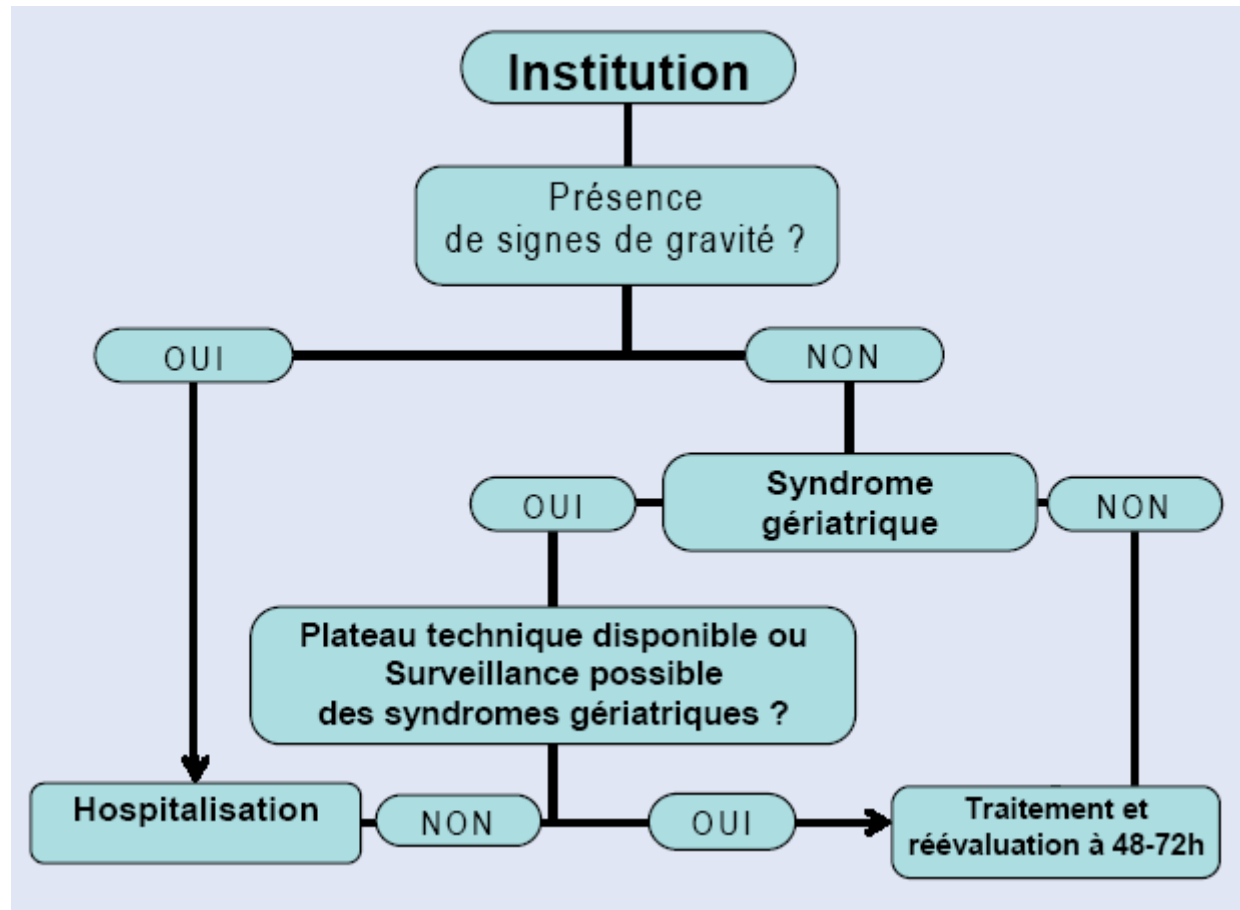 Institution
Présence
de signes de gravité ?
OUI
NON
Syndrome
gériatrique
OUI
NON
Plateau technique disponible ou
Surveillance possible
des syndromes gériatriques ?
Hospitalisation
NON
OUI
Traitement et
réévaluation à 48-72h